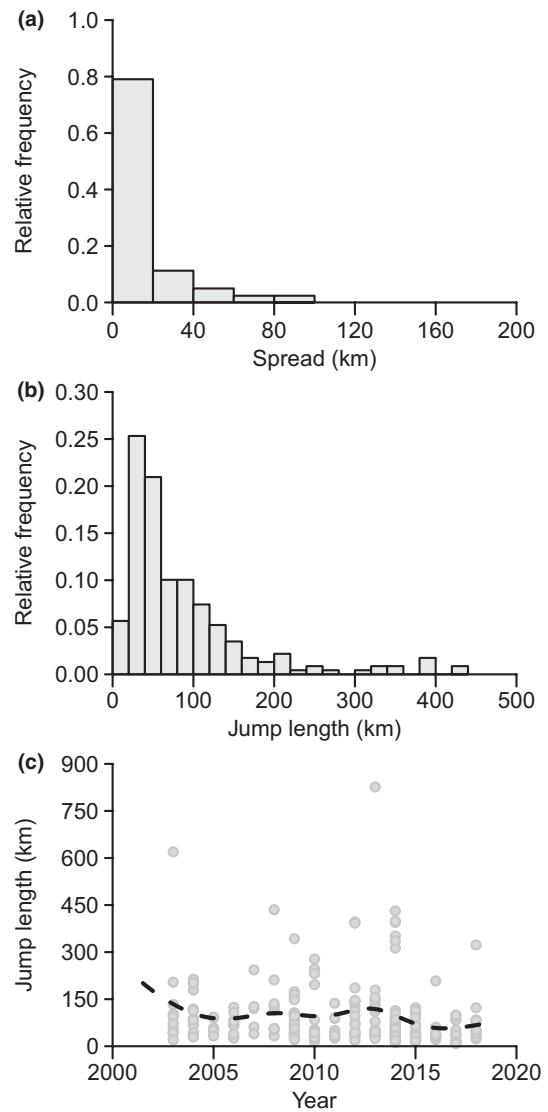 (a)
Relative frequency
1.0
0.8
0.6
0.4
0.2
0.0
0 40 80 120 160 200
Spread (km)
(b)
Relative frequency
0.30
0.25
0.20
0.15
0.10
0.05
0.00
0 100 200 300 400 500
Jump length (km)
(c)
Jump length (km)
900
750
600
450
300
150
0
2000 2005 2010 2015 2020
Year